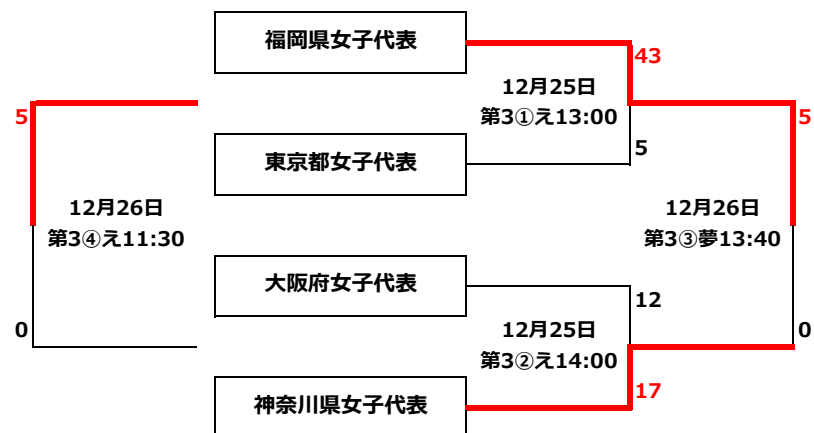 福岡県女子代表
43
12月25日
第3①え13:00
5
5
5
東京都女子代表
12月26日
第3④え11:30
12月26日
第3③夢13:40
大阪府女子代表
12
12月25日
第3②え14:00
0
0
神奈川県女子代表
17